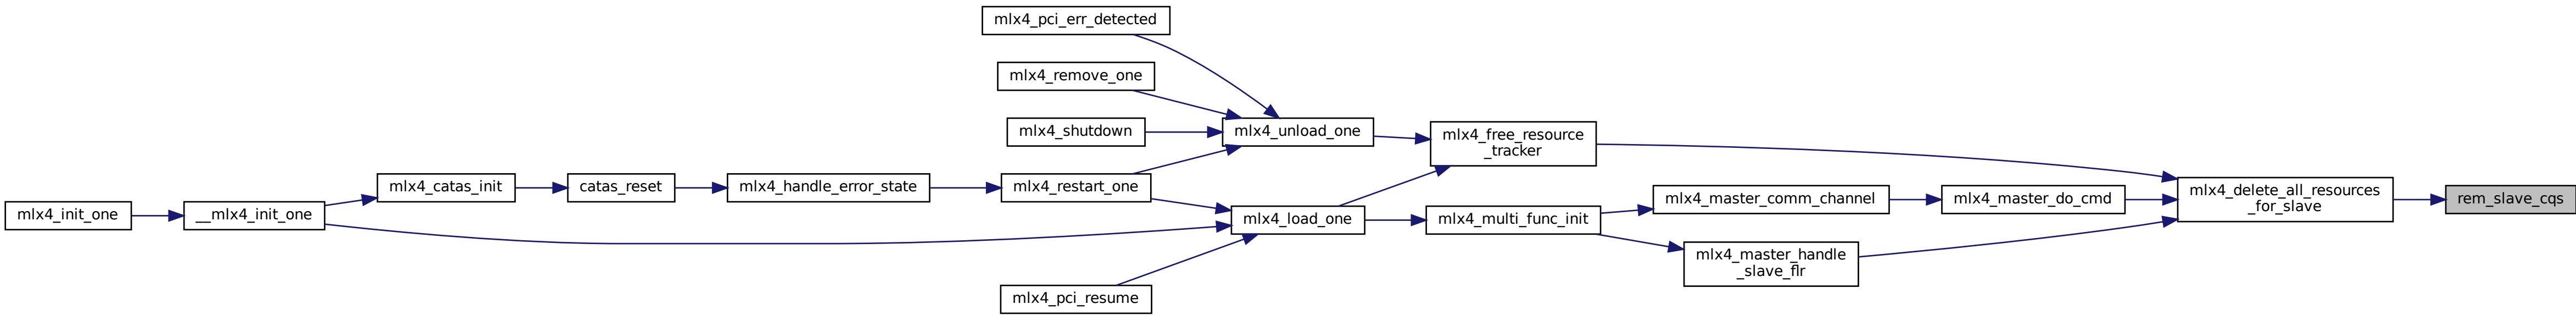 mlx4_pci_err_detected
mlx4_remove_one
mlx4_shutdown
mlx4_unload_one
mlx4_free_resource
_tracker
mlx4_init_one
__mlx4_init_one
mlx4_catas_init
catas_reset
mlx4_handle_error_state
mlx4_restart_one
mlx4_load_one
mlx4_pci_resume
mlx4_multi_func_init
mlx4_master_comm_channel
mlx4_master_do_cmd
mlx4_master_handle
_slave_flr
mlx4_delete_all_resources
_for_slave
rem_slave_cqs